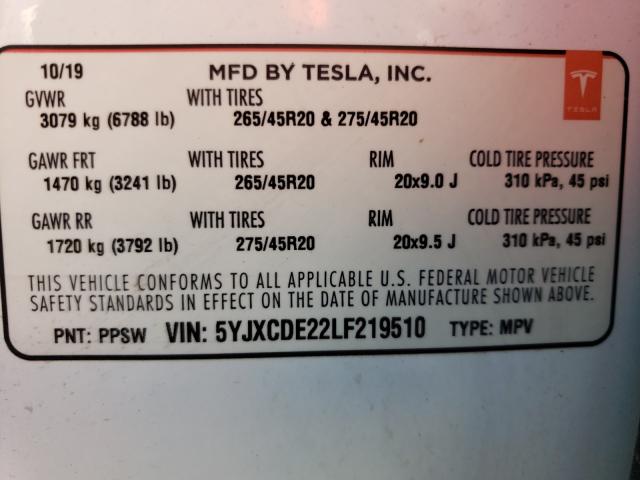 10/19 MFD BY TESLA, INC.
GVWR WITH TIRES
3079 kg (6788 lb) 265/45R20 & 275/45R20
TESLA
GAWR FRT WITH TIRES RIM COLD TIRE PRESSURE
1470 kg (3241 lb) 265/45R20 20x9.0 J 310 kPa, 45 psi
GAWR RR WITH TIRES RIM COLD TIRE PRESSURE
1720 kg (3792 lb) 275/45R20 20x9.5 J 310 kPa, 45 psi
THIS VEHICLE CONFORMS TO ALL APPLICABLE U.S. FEDERAL MOTOR VEHICLE
SAFETY STANDARDS IN EFFECT ON THE DATE OF MANUFACTURE SHOWN ABOVE.
PNT: PPSW VIN: 5YJXCDE22LF219510 TYPE: MPV